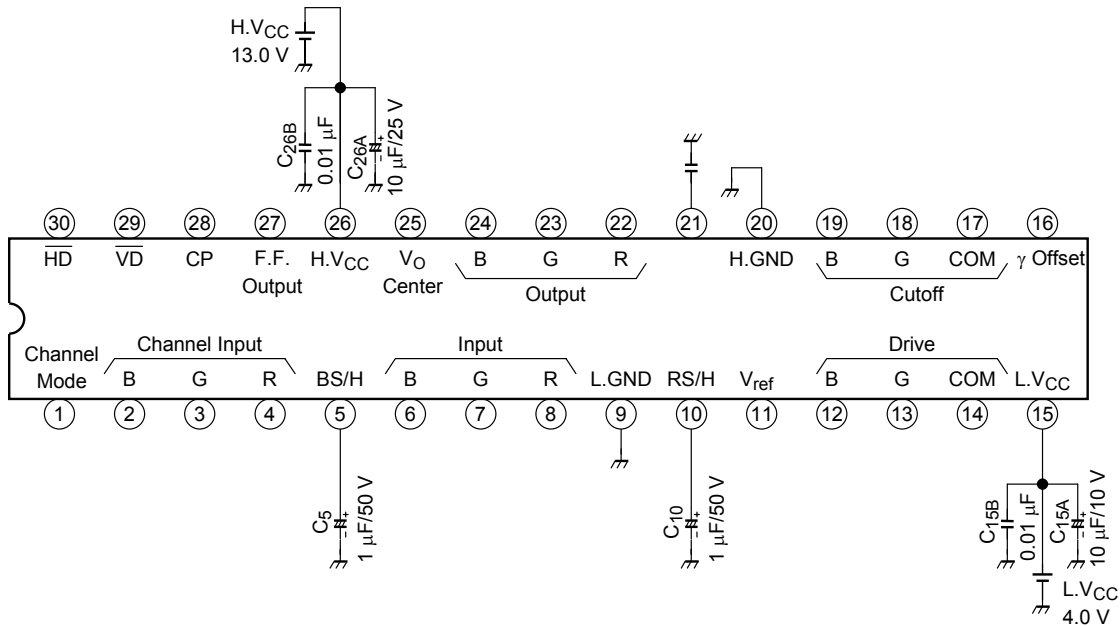 H.VCC
13.0 V
C26B
0.01 μF
C26A
10 μF/25 V
+
−
30 29 28 27 26 25 24 23 22 21 20 19 18 17 16
HD VD CP F.F. Output H.VCC VO Center B G R H.GND B G COM γ Offset
Output Cutoff
Channel Input Input Drive
Channel Mode B G R BS/H B G R L.GND RS/H Vref B G COM L.VCC
1 2 3 4 5 6 7 8 9 10 11 12 13 14 15
C5
1 μF/50 V
+
−
C10
1 μF/50 V
+
−
C15B
0.01 μF
C15A
10 μF/10 V
+
−
L.VCC
4.0 V